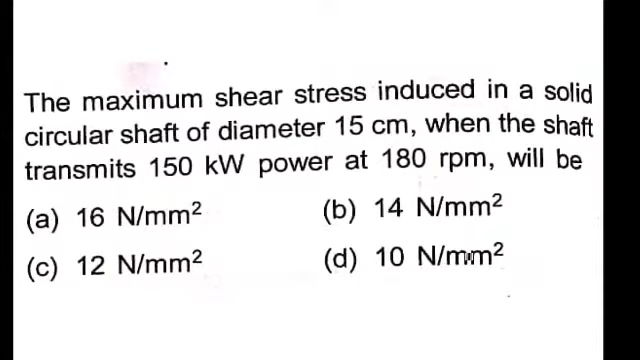 The maximum shear stress induced in a solid
circular shaft of diameter 15 cm, when the shaft
transmits 150 kW power at 180 rpm, will be
(a) 16 N/mm² (b) 14 N/mm²
(c) 12 N/mm² (d) 10 N/mm²